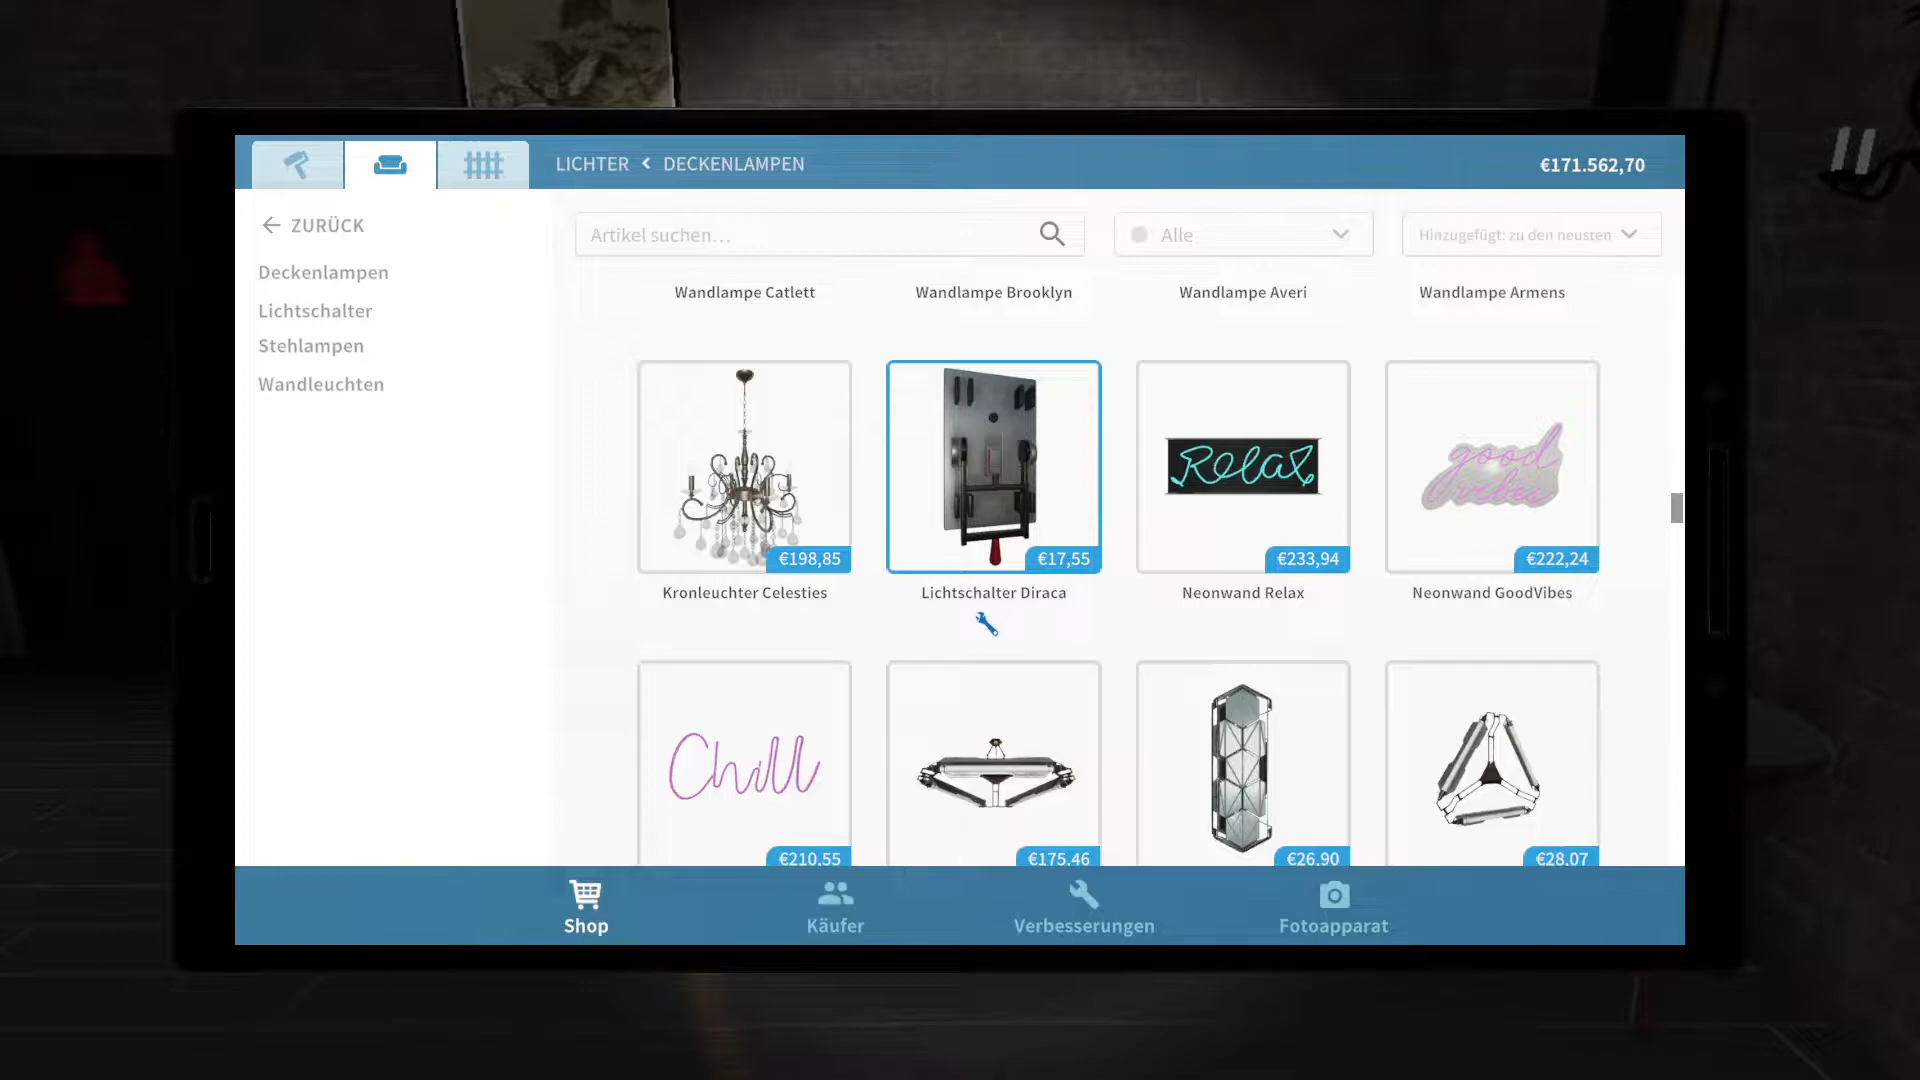 LICHTER < DECKENLAMPEN
€171.562,70
ZURÜCK
Deckenlampen
Lichtschalter
Stehlampen
Wandleuchten
Artikel suchen...
Alle
Hinzugefügt: zu den neusten
Wandlampe Catlett
Wandlampe Brooklyn
Wandlampe Averi
Wandlampe Armens
€198,85
€17,55
Relax
€233,94
good
vibes
€222,24
Kronleuchter Celesties
Lichtschalter Diraca
Neonwand Relax
Neonwand GoodVibes
Chill
€210,55
€175,46
€26,90
€28,07
Shop
Käufer
Verbesserungen
Fotoapparat